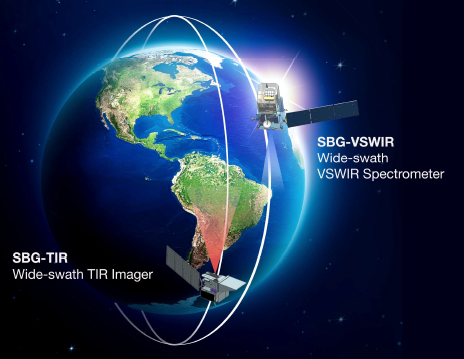 SBG-VSWIR
Wide-swath
VSWIR Spectrometer
SBG-TIR
Wide-swath TIR Imager